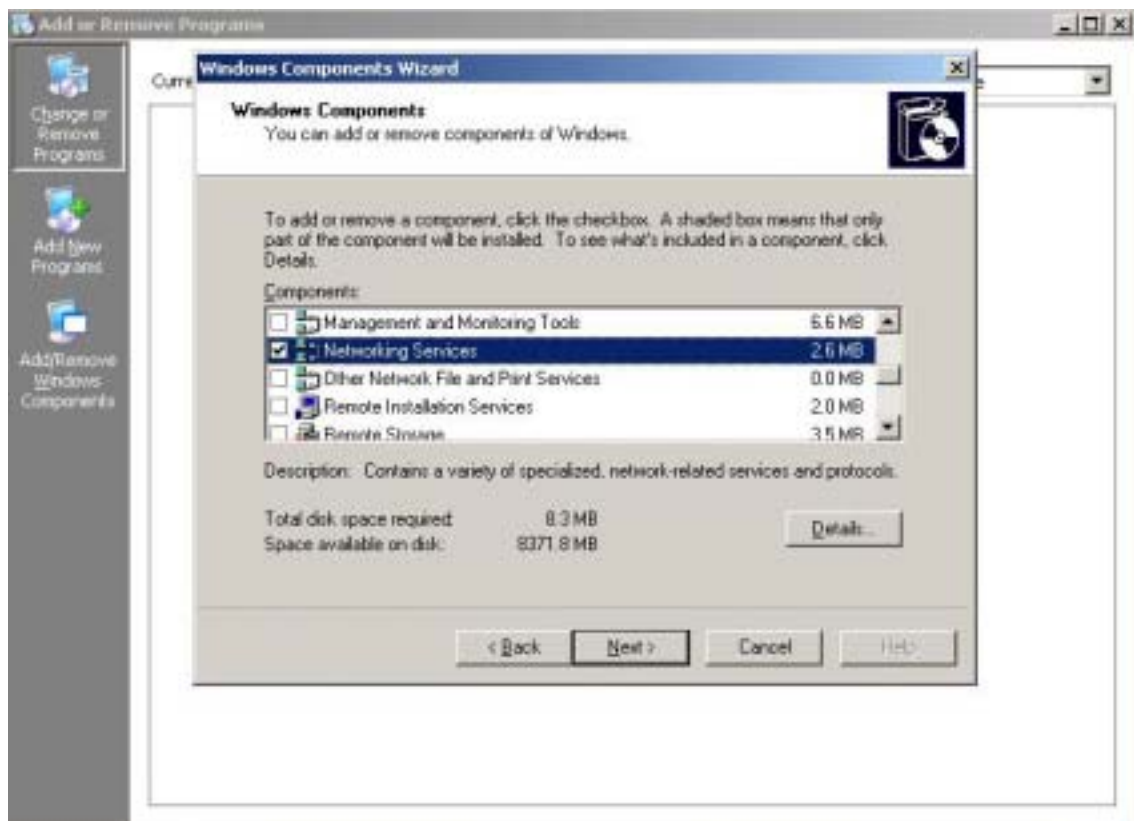 Add or Remove Programs
Change or
Remove
Programs
Add New
Programs
Add/Remove
Windows
Components
Windows Components Wizard
Windows Components
You can add or remove components of Windows.
To add or remove a component, click the checkbox. A shaded box means that only
part of the component will be installed. To see what's included in a component, click
Details.
Components:
Management and Monitoring Tools 6.6 MB
Networking Services 2.6 MB
Other Network File and Print Services 0.0 MB
Remote Installation Services 2.0 MB
Remote Storage 3.5 MB
Description: Contains a variety of specialized, network-related services and protocols.
Total disk space required: 8.3 MB
Space available on disk: 8371.8 MB
Details...
< Back
Next >
Cancel
Help